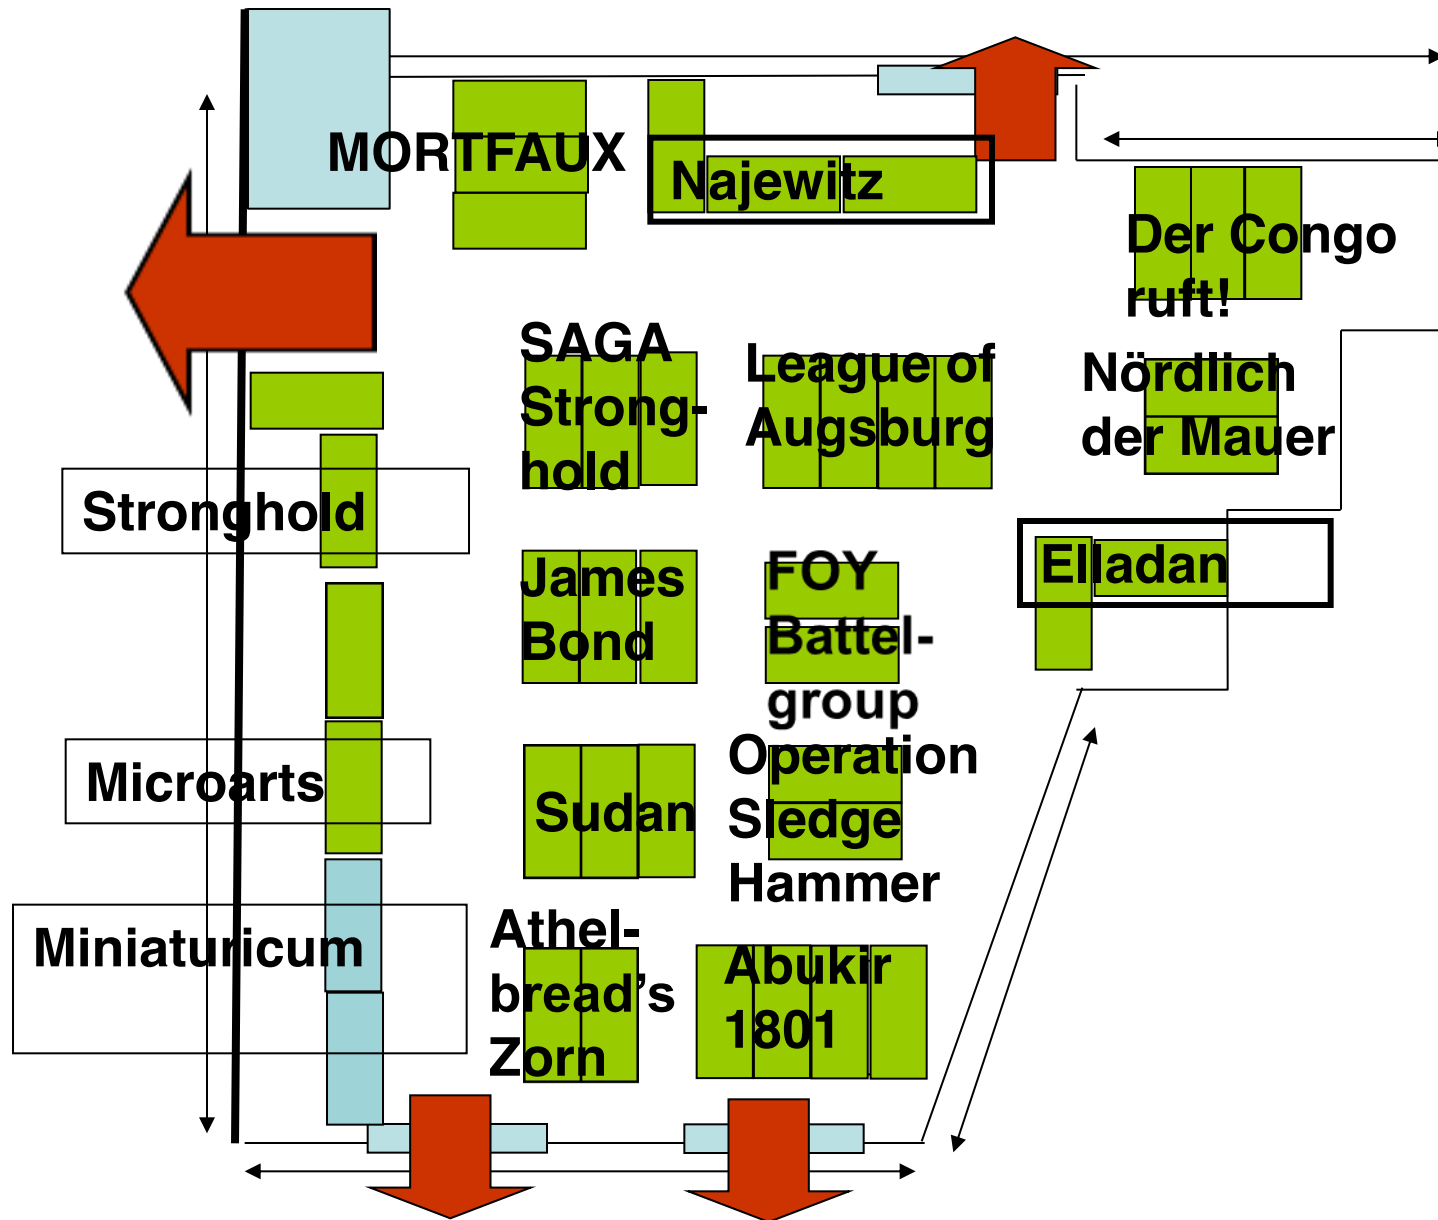 MORTFAUX
Najewitz
Der Congo
ruft!
SAGA
Strong-
hold
League of
Augsburg
Nördlich
der Mauer
Stronghold
James
Bond
FOY
Battel-
group
Elladan
Microarts
Sudan
Operation
Sledge
Hammer
Miniaturicum
Athel-
bread's
Zorn
Abukir
1801